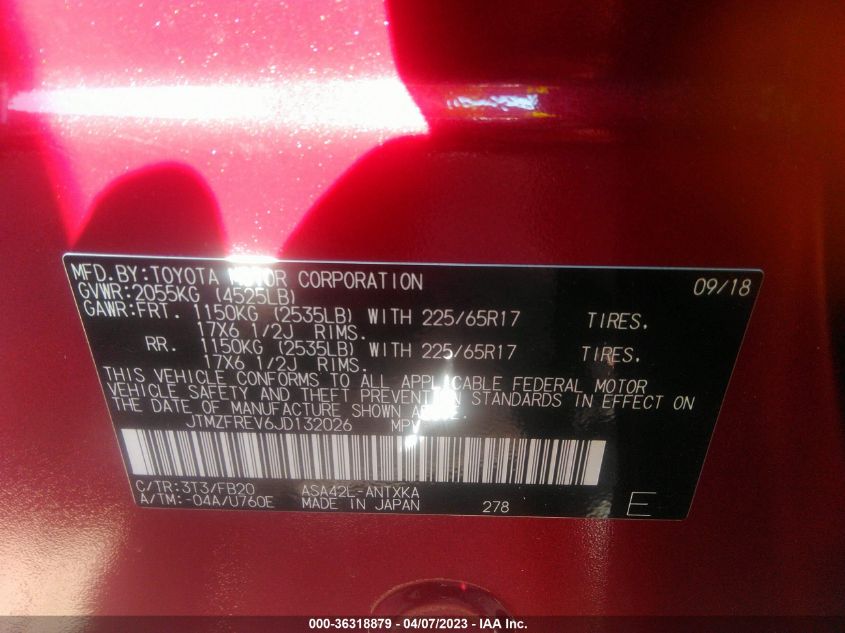 MFD.BY:TOYOTA MOTOR CORPORATION 09/18
GVWR:2055KG (4525LB)
GAWR:FRT. 1150KG (2535LB) WITH 225/65R17 TIRES.
17X6 1/2J RIMS.
RR. 1150KG (2535LB) WITH 225/65R17 TIRES.
17X6 1/2J RIMS.
THIS VEHICLE CONFORMS TO ALL APPLICABLE FEDERAL MOTOR
VEHICLE SAFETY AND THEFT PREVENTION STANDARDS IN EFFECT ON
THE DATE OF MANUFACTURE SHOWN ABOVE.
JTMZFREV6JD132026 MPV
C/TR:3T3/FB20 ASA42L-ANTXKA
A/TM:-04A/U760E MADE IN JAPAN 278 E
000-36318879 - 04/07/2023 - IAA Inc.